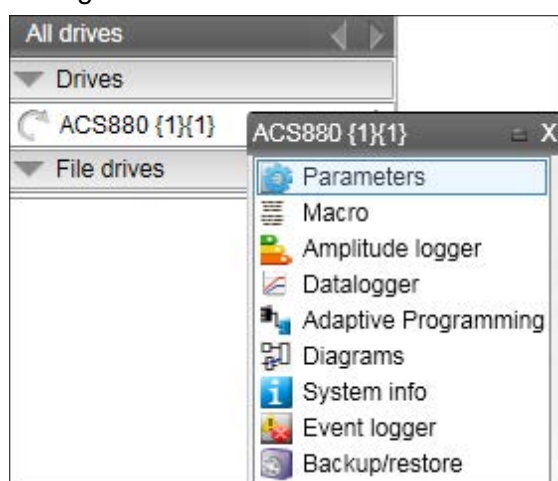 All drives
Drives
ACS880 {1}{1}
File drives
ACS880 {1}{1}
X
Parameters
Macro
Amplitude logger
Datalogger
Adaptive Programming
Diagrams
System info
Event logger
Backup/restore